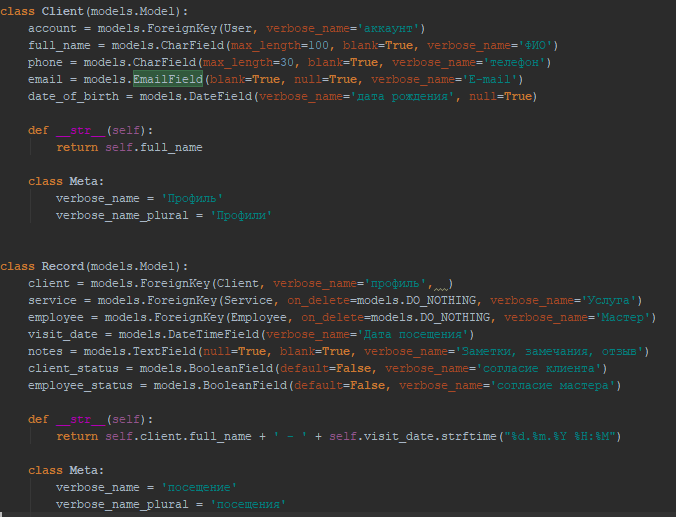 class Client(models.Model):
    account = models.ForeignKey(User, verbose_name='аккаунт')
    full_name = models.CharField(max_length=100, blank=True, verbose_name='ФИО')
    phone = models.CharField(max_length=30, blank=True, verbose_name='телефон')
    email = models.EmailField(blank=True, null=True, verbose_name='E-mail')
    date_of_birth = models.DateField(verbose_name='дата рождения', null=True)
    def __str__(self):
        return self.full_name
    class Meta:
        verbose_name = 'Профиль'
        verbose_name_plural = 'Профили'
class Record(models.Model):
    client = models.ForeignKey(Client, verbose_name='профиль',  )
    service = models.ForeignKey(Service, on_delete=models.DO_NOTHING, verbose_name='Услуга')
    employee = models.ForeignKey(Employee, on_delete=models.DO_NOTHING, verbose_name='Мастер')
    visit_date = models.DateTimeField(verbose_name='Дата посещения')
    notes = models.TextField(null=True, blank=True, verbose_name='Заметки, замечания, отзыв')
    client_status = models.BooleanField(default=False, verbose_name='согласие клиента')
    employee_status = models.BooleanField(default=False, verbose_name='согласие мастера')
    def __str__(self):
        return self.client.full_name + ' - ' + self.visit_date.strftime("%d.%m.%Y %H:%M")
    class Meta:
        verbose_name = 'посещение'
        verbose_name_plural = 'посещения'